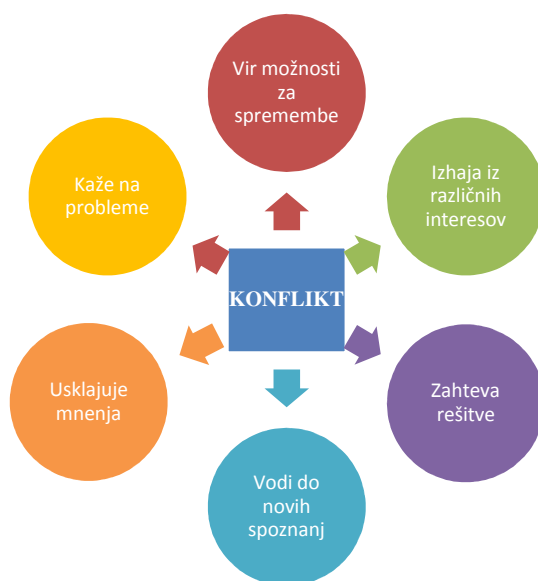 Vir možnosti
za
spremembe
Kaže na
probleme
Izhaja iz
različnih
interesov
KONFLIKT
Usklajuje
mnenja
Zahteva
rešitve
Vodi do
novih
spoznanj